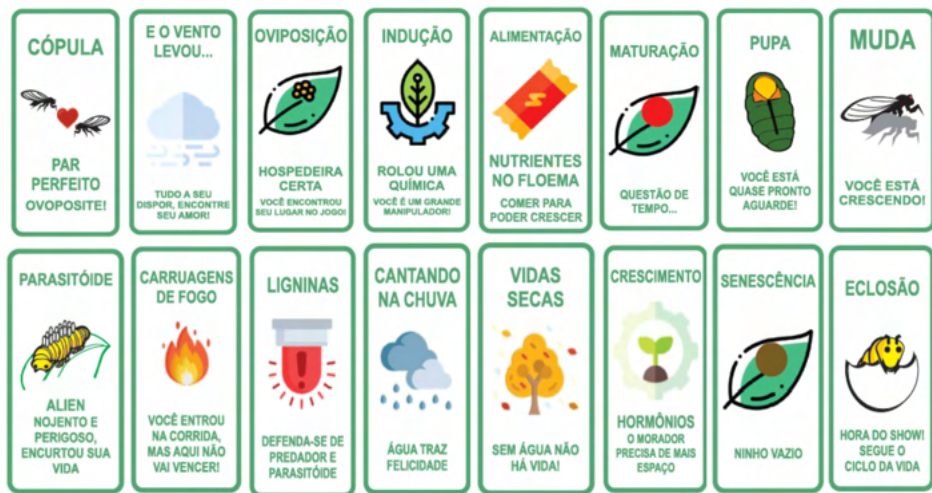 CÓPULA
PAR
PERFEITO
OVOPOSITE!
E O VENTO
LEVOU...
TUDO A SEU
DISPOR, ENCONTRE
SEU AMOR!
OVIPOSIÇÃO
HOSPEDEIRA
CERTA
VOCÊ ENCONTROU
SEU LUGAR NO JOGO!
INDUÇÃO
ROLOU UMA
QUÍMICA
VOCÊ É UM GRANDE
MANIPULADOR!
ALIMENTAÇÃO
NUTRIENTES
NO FLOEMA
COMER PARA
PODER CRESCER
MATURAÇÃO
QUESTÃO DE
TEMPO...
PUPA
VOCÊ ESTÁ
QUASE PRONTO
AGUARDE!
MUDA
VOCÊ ESTÁ
CRESCENDO!
PARASITÓIDE
ALIEN
NOJENTO E
PERIGOSO,
ENCURTOU SUA
VIDA
CARRUAGENS
DE FOGO
VOCÊ ENTROU
NA CORRIDA,
MAS AQUI NÃO
VAI VENCER!
LIGNINAS
DEFENDA-SE DE
PREDADOR E
PARASITÓIDE
CANTANDO
NA CHUVA
ÁGUA TRAZ
FELICIDADE
VIDAS
SECAS
SEM ÁGUA NÃO
HÁ VIDA!
CRESCIMENTO
HORMÔNIOS
O MORADOR
PRECISA DE MAIS
ESPAÇO
SENESCÊNCIA
NINHO VAZIO
ECLOSÃO
HORA DO SHOW!
SEGUE O
CICLO DA VIDA